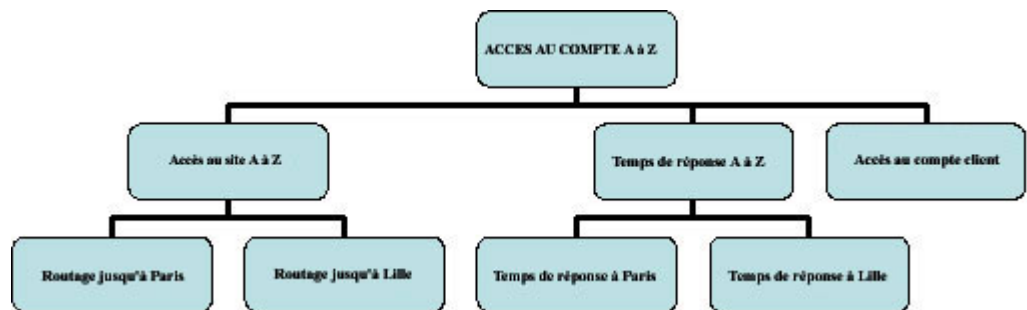 ACCES AU COMPTE A à Z
Accès au site A à Z
Temps de réponse A à Z
Accès au compte client
Routage jusqu'à Paris
Routage jusqu'à Lille
Temps de réponse à Paris
Temps de réponse à Lille